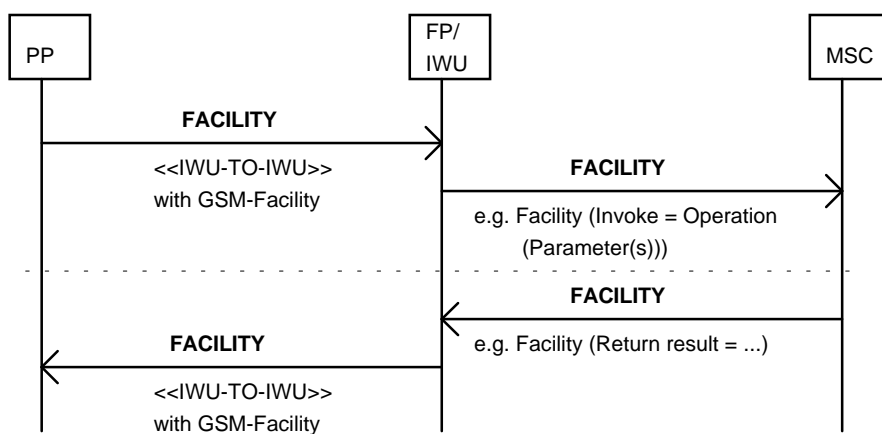 PP
FP/
IWU
MSC
FACILITY
<<IWU-TO-IWU>>
with GSM-Facility
FACILITY
e.g. Facility (Invoke = Operation
(Parameter(s)))
FACILITY
e.g. Facility (Return result = ...)
FACILITY
<<IWU-TO-IWU>>
with GSM-Facility